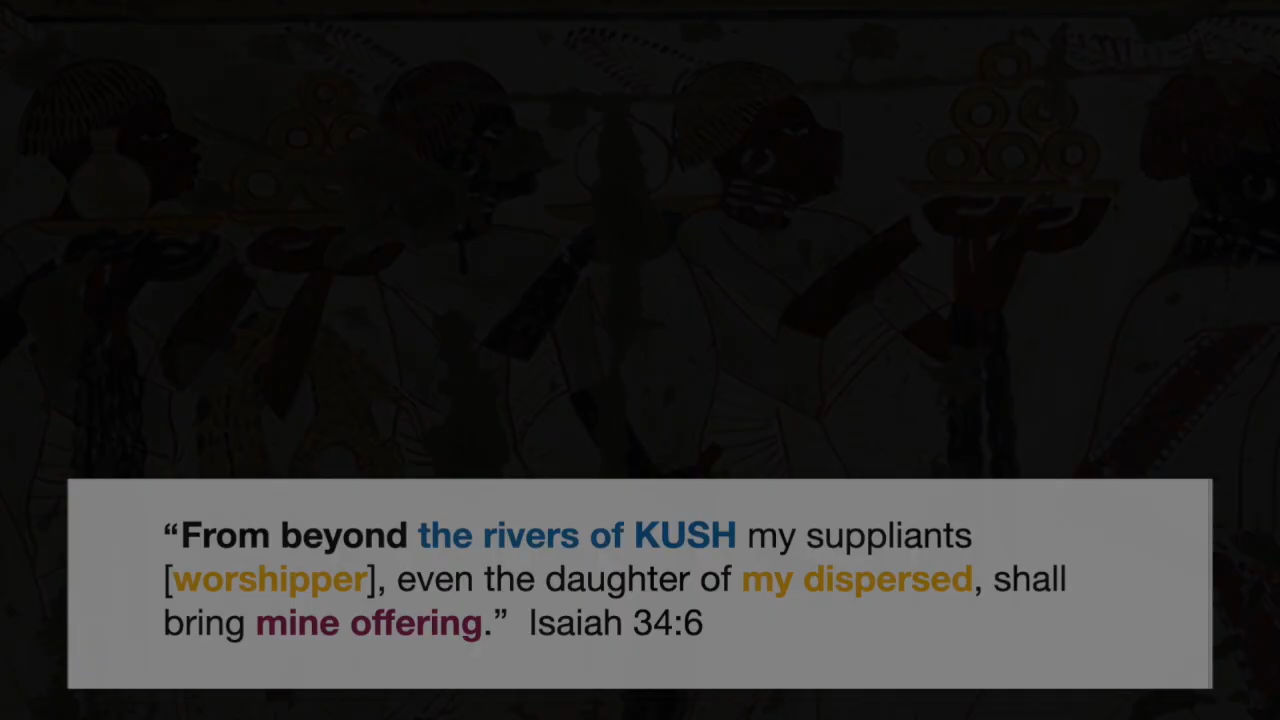 “From beyond the rivers of KUSH my suppliants
[worshipper], even the daughter of my dispersed, shall
bring mine offering.” Isaiah 34:6